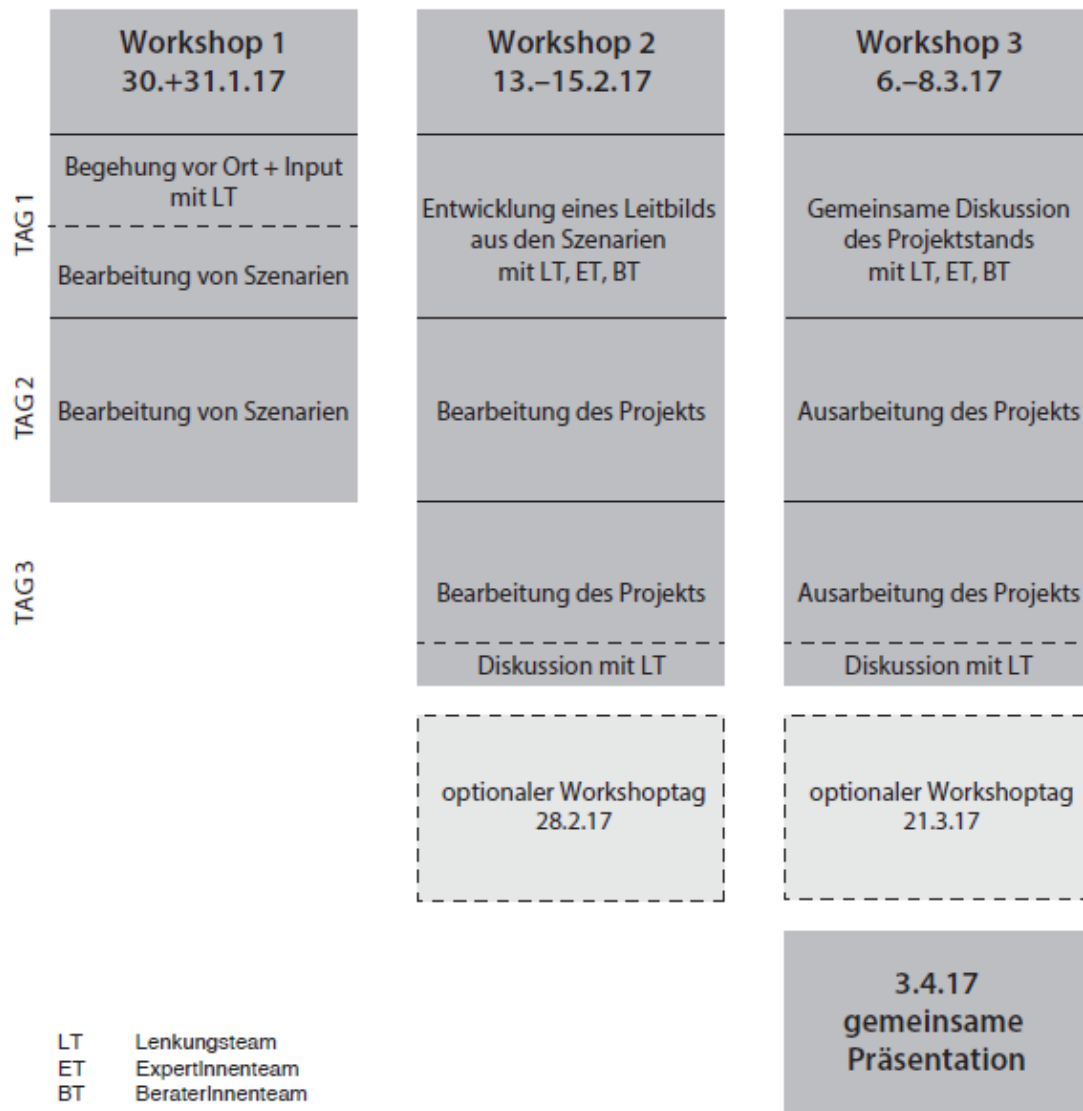 Workshop 1
30.+31.1.17
Workshop 2
13.–15.2.17
Workshop 3
6.–8.3.17
TAG 1
Begehung vor Ort + Input
mit LT
Bearbeitung von Szenarien
Entwicklung eines Leitbilds
aus den Szenarien
mit LT, ET, BT
Gemeinsame Diskussion
des Projektstands
mit LT, ET, BT
TAG 2
Bearbeitung von Szenarien
Bearbeitung des Projekts
Ausarbeitung des Projekts
TAG 3
Bearbeitung des Projekts
Diskussion mit LT
Ausarbeitung des Projekts
Diskussion mit LT
optionaler Workshoptag
28.2.17
optionaler Workshoptag
21.3.17
3.4.17
gemeinsame
Präsentation
LT Lenkungsteam
ET ExpertInnenteam
BT BeraterInnenteam